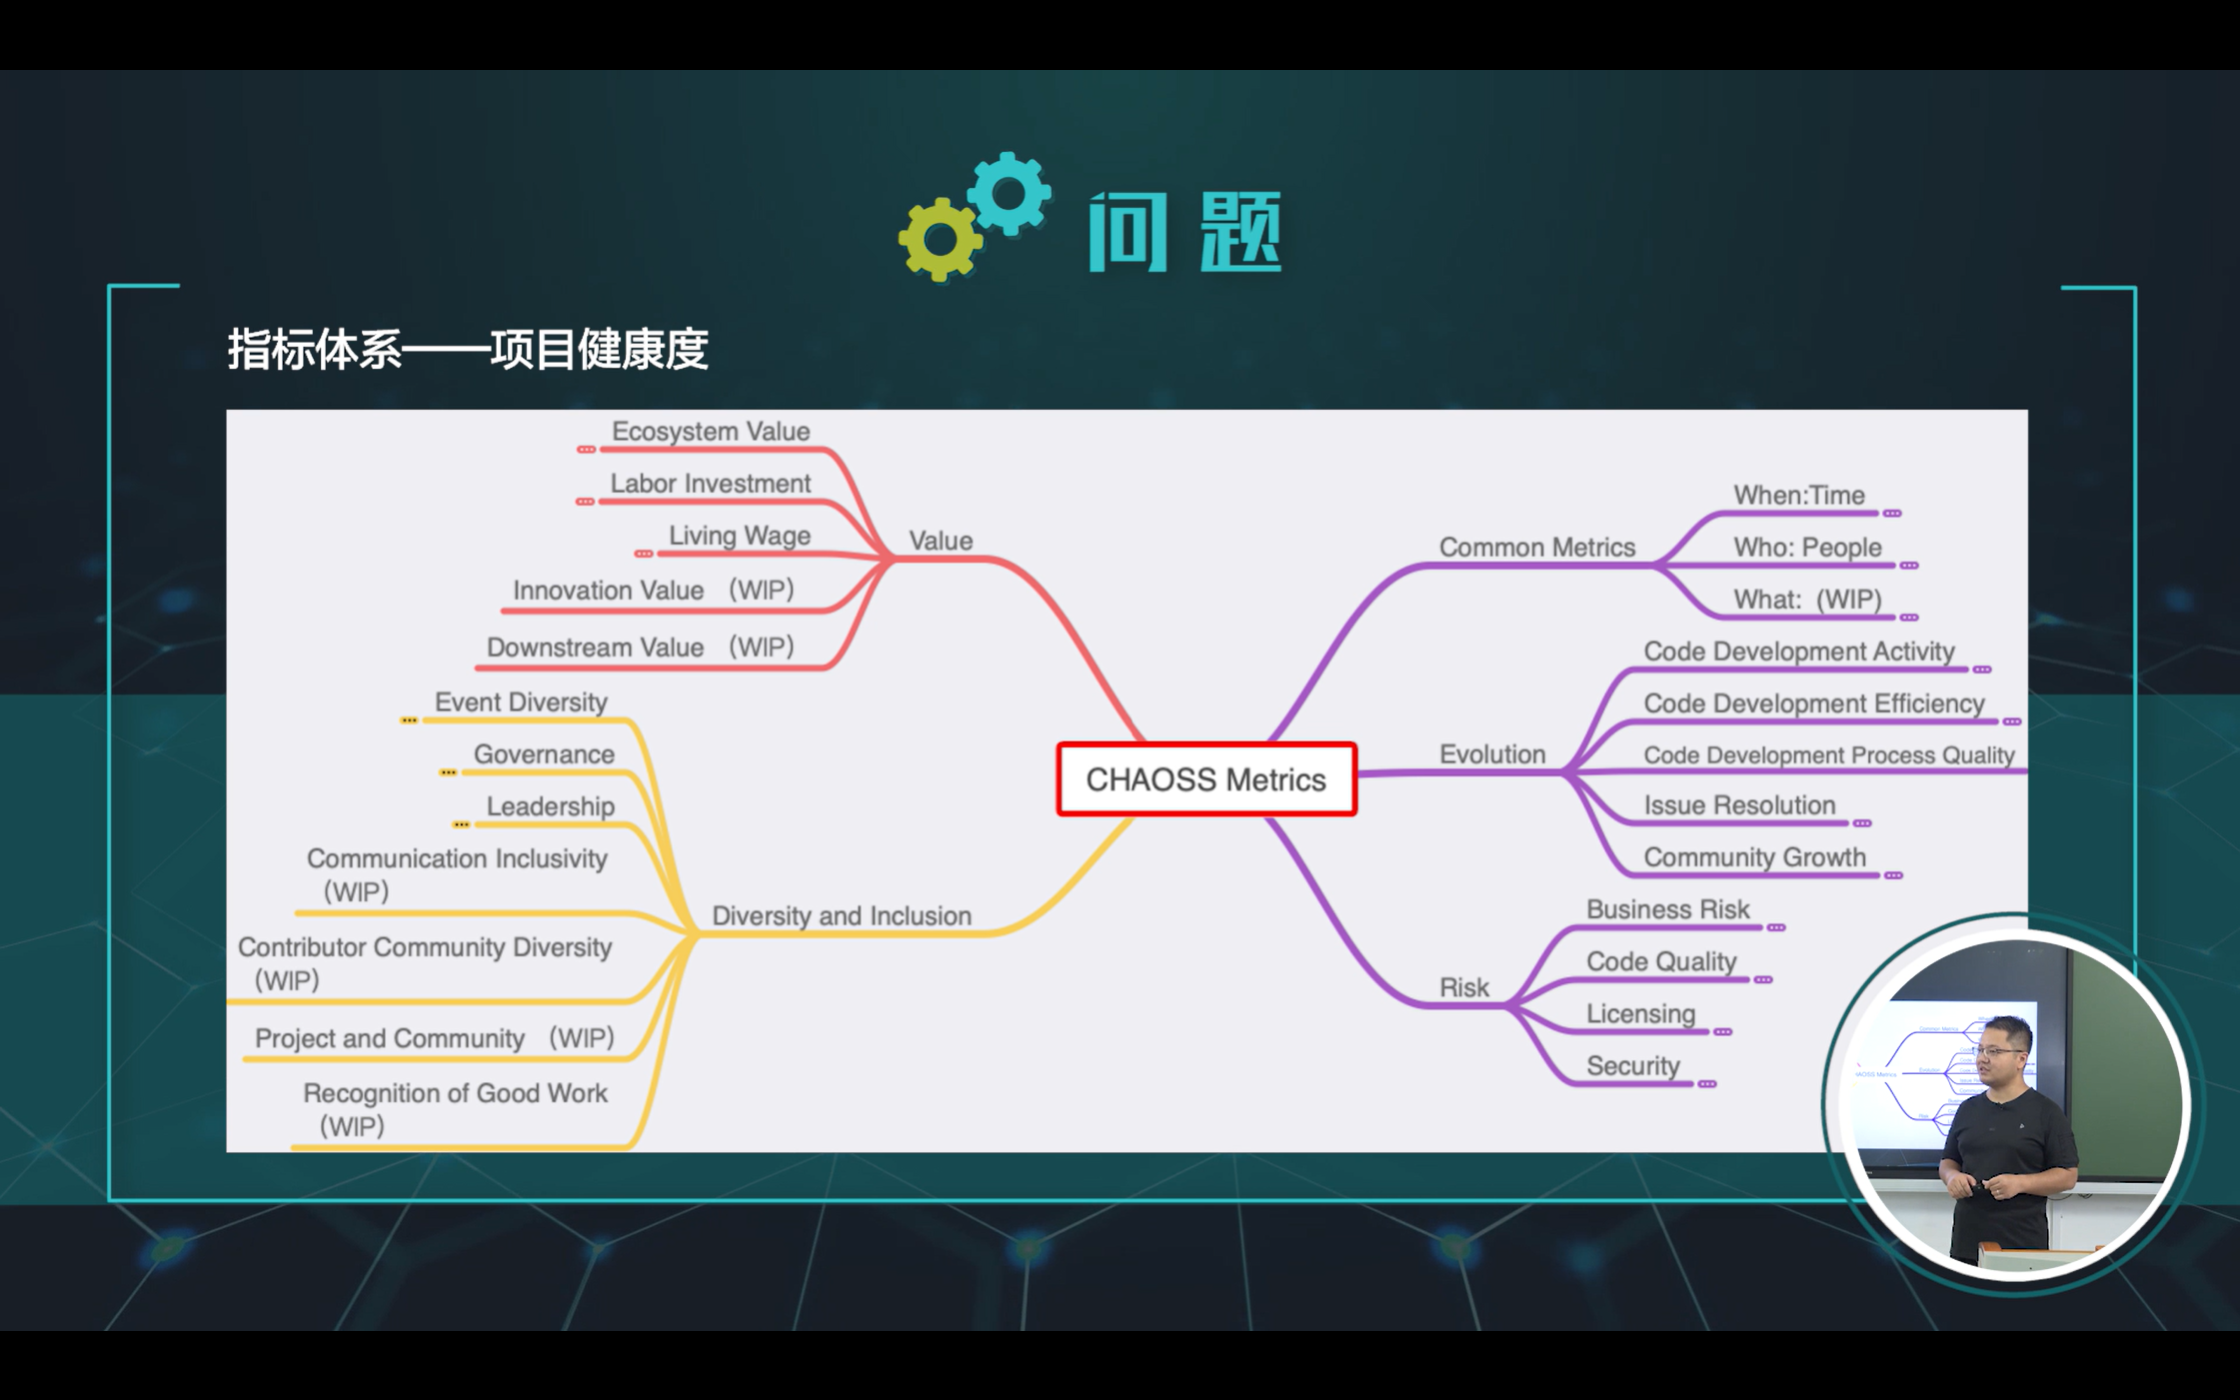 问题
指标体系——项目健康度
Ecosystem Value
Labor Investment
Living Wage
Innovation Value （WIP）
Downstream Value （WIP）
Value
Event Diversity
Governance
Leadership
Communication Inclusivity
（WIP）
Contributor Community Diversity
（WIP）
Project and Community （WIP）
Recognition of Good Work
（WIP）
Diversity and Inclusion
CHAOSS Metrics
Common Metrics
When:Time
Who: People
What: (WIP)
Evolution
Code Development Activity
Code Development Efficiency
Code Development Process Quality
Issue Resolution
Community Growth
Risk
Business Risk
Code Quality
Licensing
Security